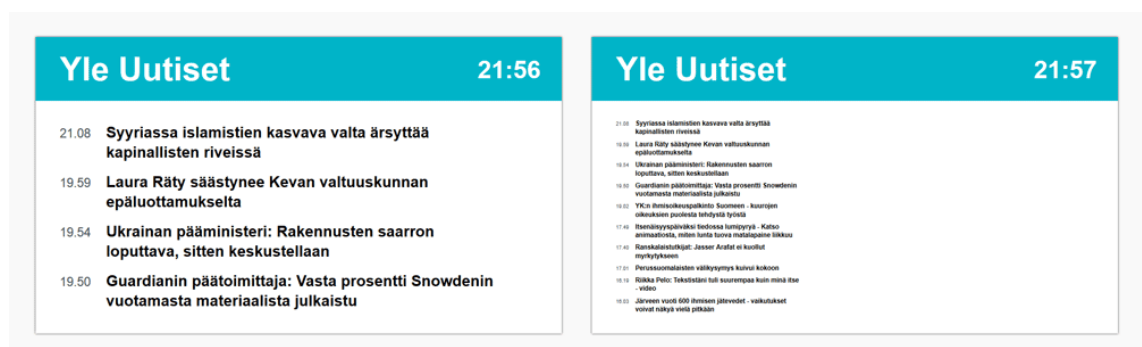 Yle Uutiset
21:56
21.08 Syyriassa islamistien kasvava valta ärsyttää
kapinallisten riveissä
19.59 Laura Räty säästynee Kevan valtuuskunnan
epäluottamukselta
19.54 Ukrainan pääministeri: Rakennusten saarron
loputtava, sitten keskustellaan
19.50 Guardianin päätoimittaja: Vasta prosentti Snowdenin
vuotamasta materiaalista julkaistu
Yle Uutiset
21:57
21.08 Syyriassa islamistien kasvava valta ärsyttää
kapinallisten riveissä
19.59 Laura Räty säästynee Kevan valtuuskunnan
epäluottamukselta
19.54 Ukrainan pääministeri: Rakennusten saarron
loputtava, sitten keskustellaan
19.50 Guardianin päätoimittaja: Vasta prosentti Snowdenin
vuotamasta materiaalista julkaistu
YK:n ihmisoikeuspalkinto Suomeen - kuurojen
oikeuksien puolesta tehdystä työstä
Itsenäisyyspäiväksi tiedossa lumipyryä - Katso
animaatiosta, miten lunta tuova matalapaine liikkuu
Ranskalaistutkijat: Jasser Arafat ei kuollut
myrkytykseen
Perussuomalaisten välikysymys kuivui kokoon
Riikka Pelo: Tekstistäni tuli suurempaa kuin minä itse
- video
Järveen vuoti 600 ihmisen jätevedet - vaikutukset
voivat näkyä vielä pitkään